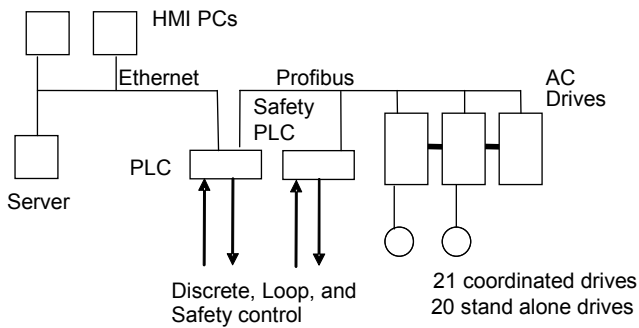 HMI PCs
Ethernet
Profibus
AC
Drives
Safety
PLC
PLC
Server
Discrete, Loop, and
Safety control
21 coordinated drives
20 stand alone drives